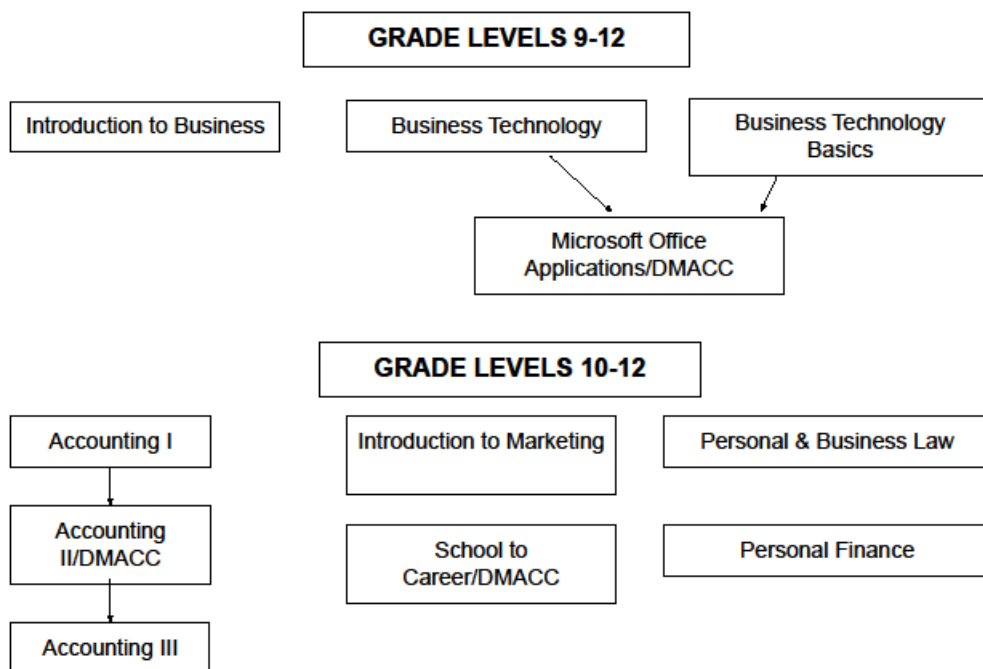 GRADE LEVELS 9-12
Introduction to Business
Business Technology
Business Technology
Basics
Microsoft Office
Applications/DMACC
GRADE LEVELS 10-12
Accounting I
Introduction to Marketing
Personal & Business Law
Accounting
II/DMACC
School to
Career/DMACC
Personal Finance
Accounting III